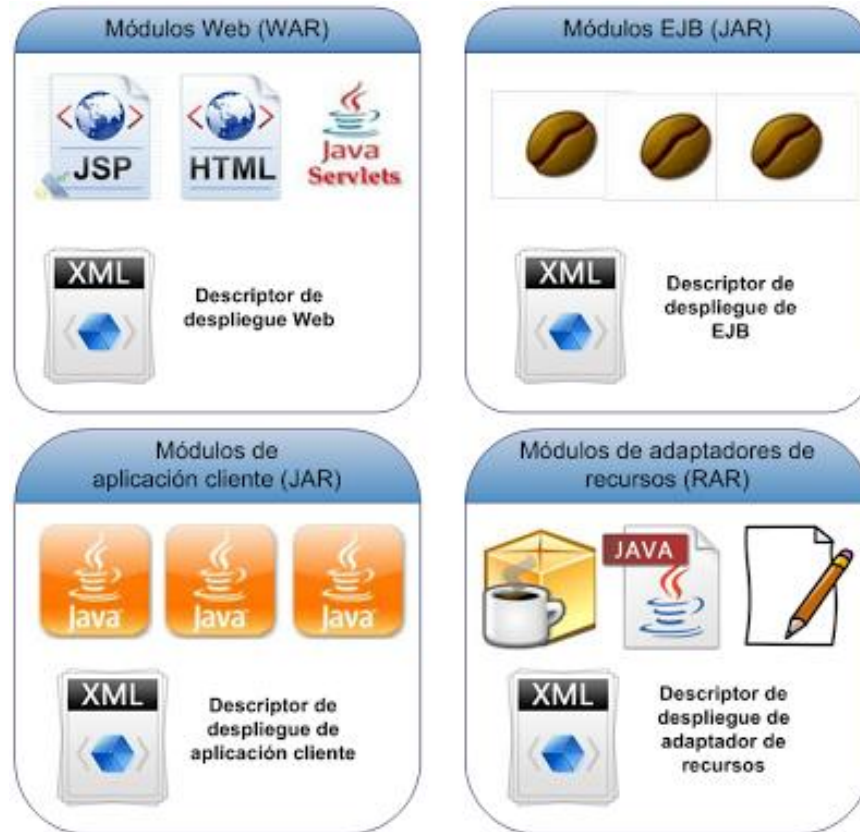 Módulos Web (WAR)
JSP
HTML
Java
Servlets
XML
Descriptor de
despliegue Web
Módulos EJB (JAR)
XML
Descriptor de
despliegue de
EJB
Módulos de
aplicación cliente (JAR)
Java
Java
Java
XML
Descriptor de
despliegue de
aplicación cliente
Módulos de adaptadores de
recursos (RAR)
JAVA
XML
Descriptor de
despliegue de
adaptador de
recursos